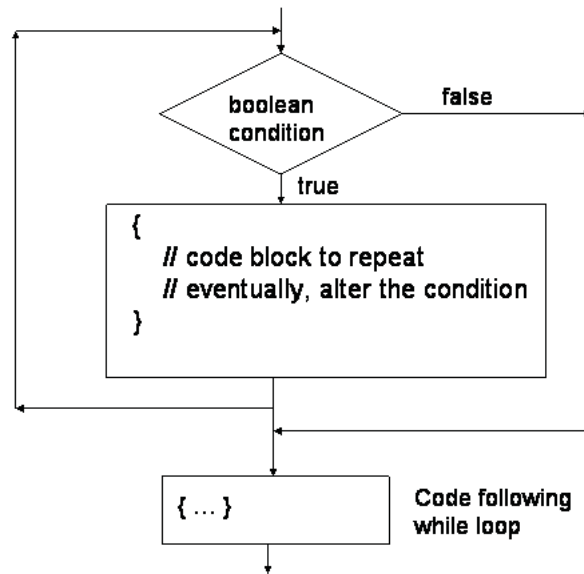 boolean
condition
false
true
{
// code block to repeat
// eventually, alter the condition
}
{ ... }
Code following
while loop